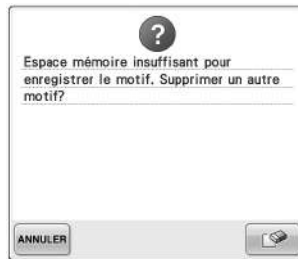 ?
Espace mémoire insuffisant pour
enregistrer le motif. Supprimer un autre
motif?
ANNULER